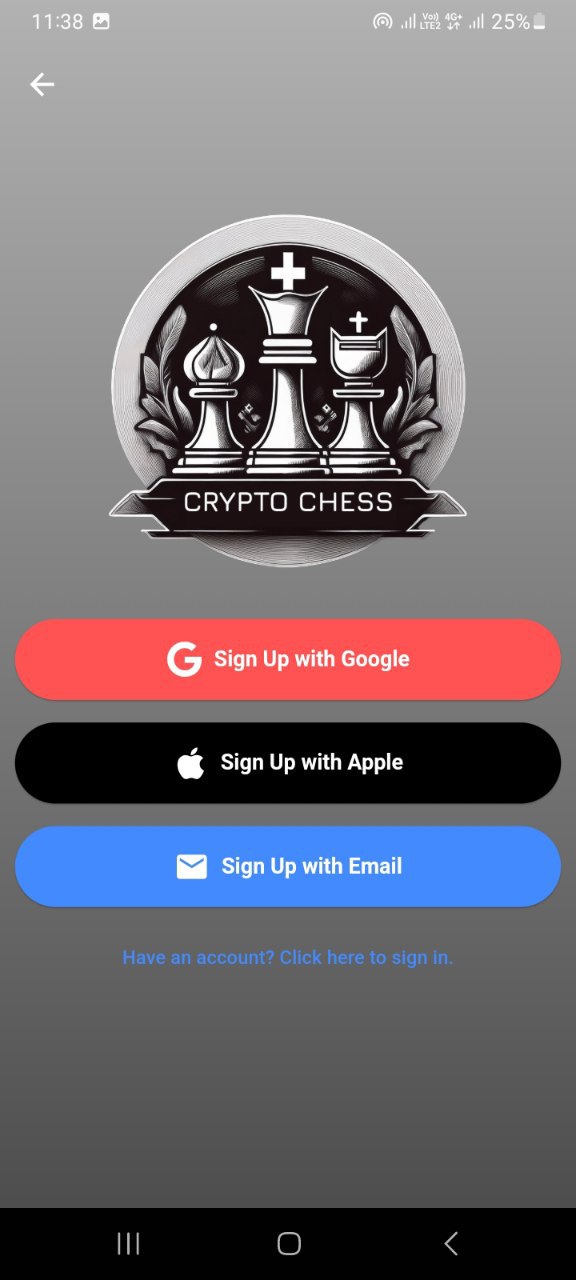 11:38
Vo) 4G+
LTE2
25%
CRYPTO CHESS
Sign Up with Google
Sign Up with Apple
Sign Up with Email
Have an account? Click here to sign in.